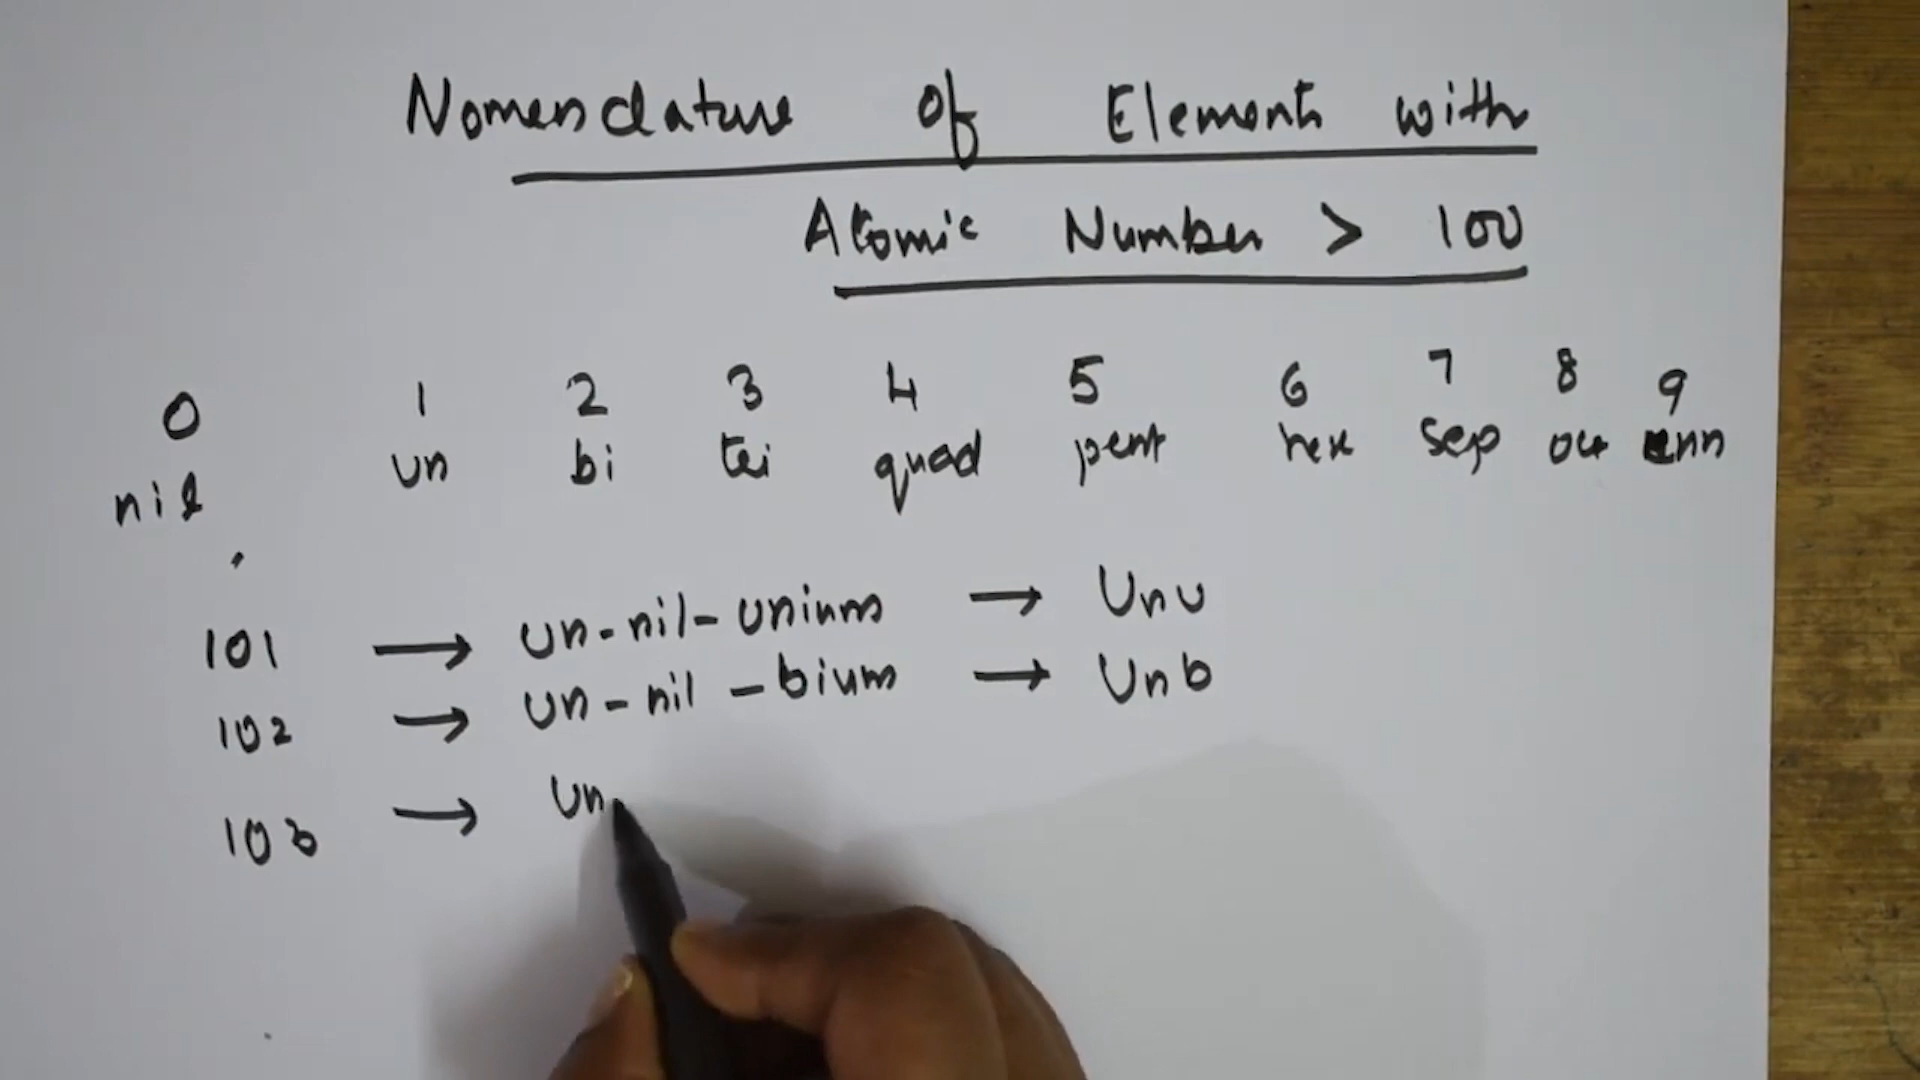 Nomenclature of Elements with
Atomic Number > 100
0 1 2 3 4 5 6 7 8 9
nil un bi tri quad pent hex sep oct enn
101 → un-nil-unium → Unu
102 → un-nil-bium → Unb
103 → un